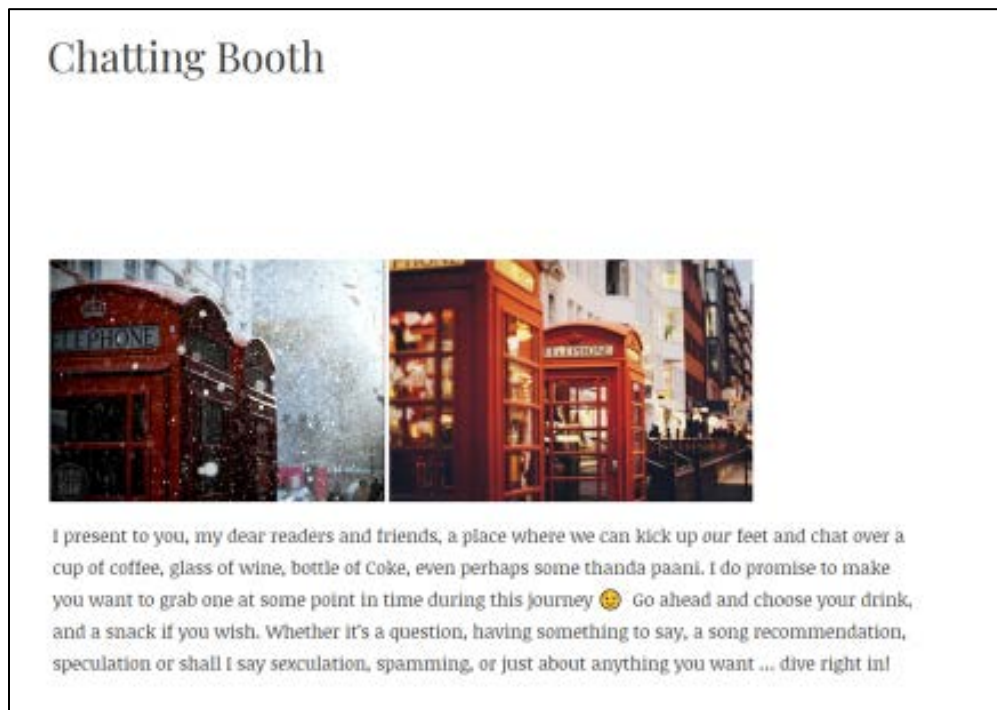 Chatting Booth
TELEPHONE
PHONE
TELEPHONE
I present to you, my dear readers and friends, a place where we can kick up our feet and chat over a
cup of coffee, glass of wine, bottle of Coke, even perhaps some thanda paani. I do promise to make
you want to grab one at some point in time during this journey 🙂 Go ahead and choose your drink,
and a snack if you wish. Whether it's a question, having something to say, a song recommendation,
speculation or shall I say sexculation, spamming, or just about anything you want ... dive right in!